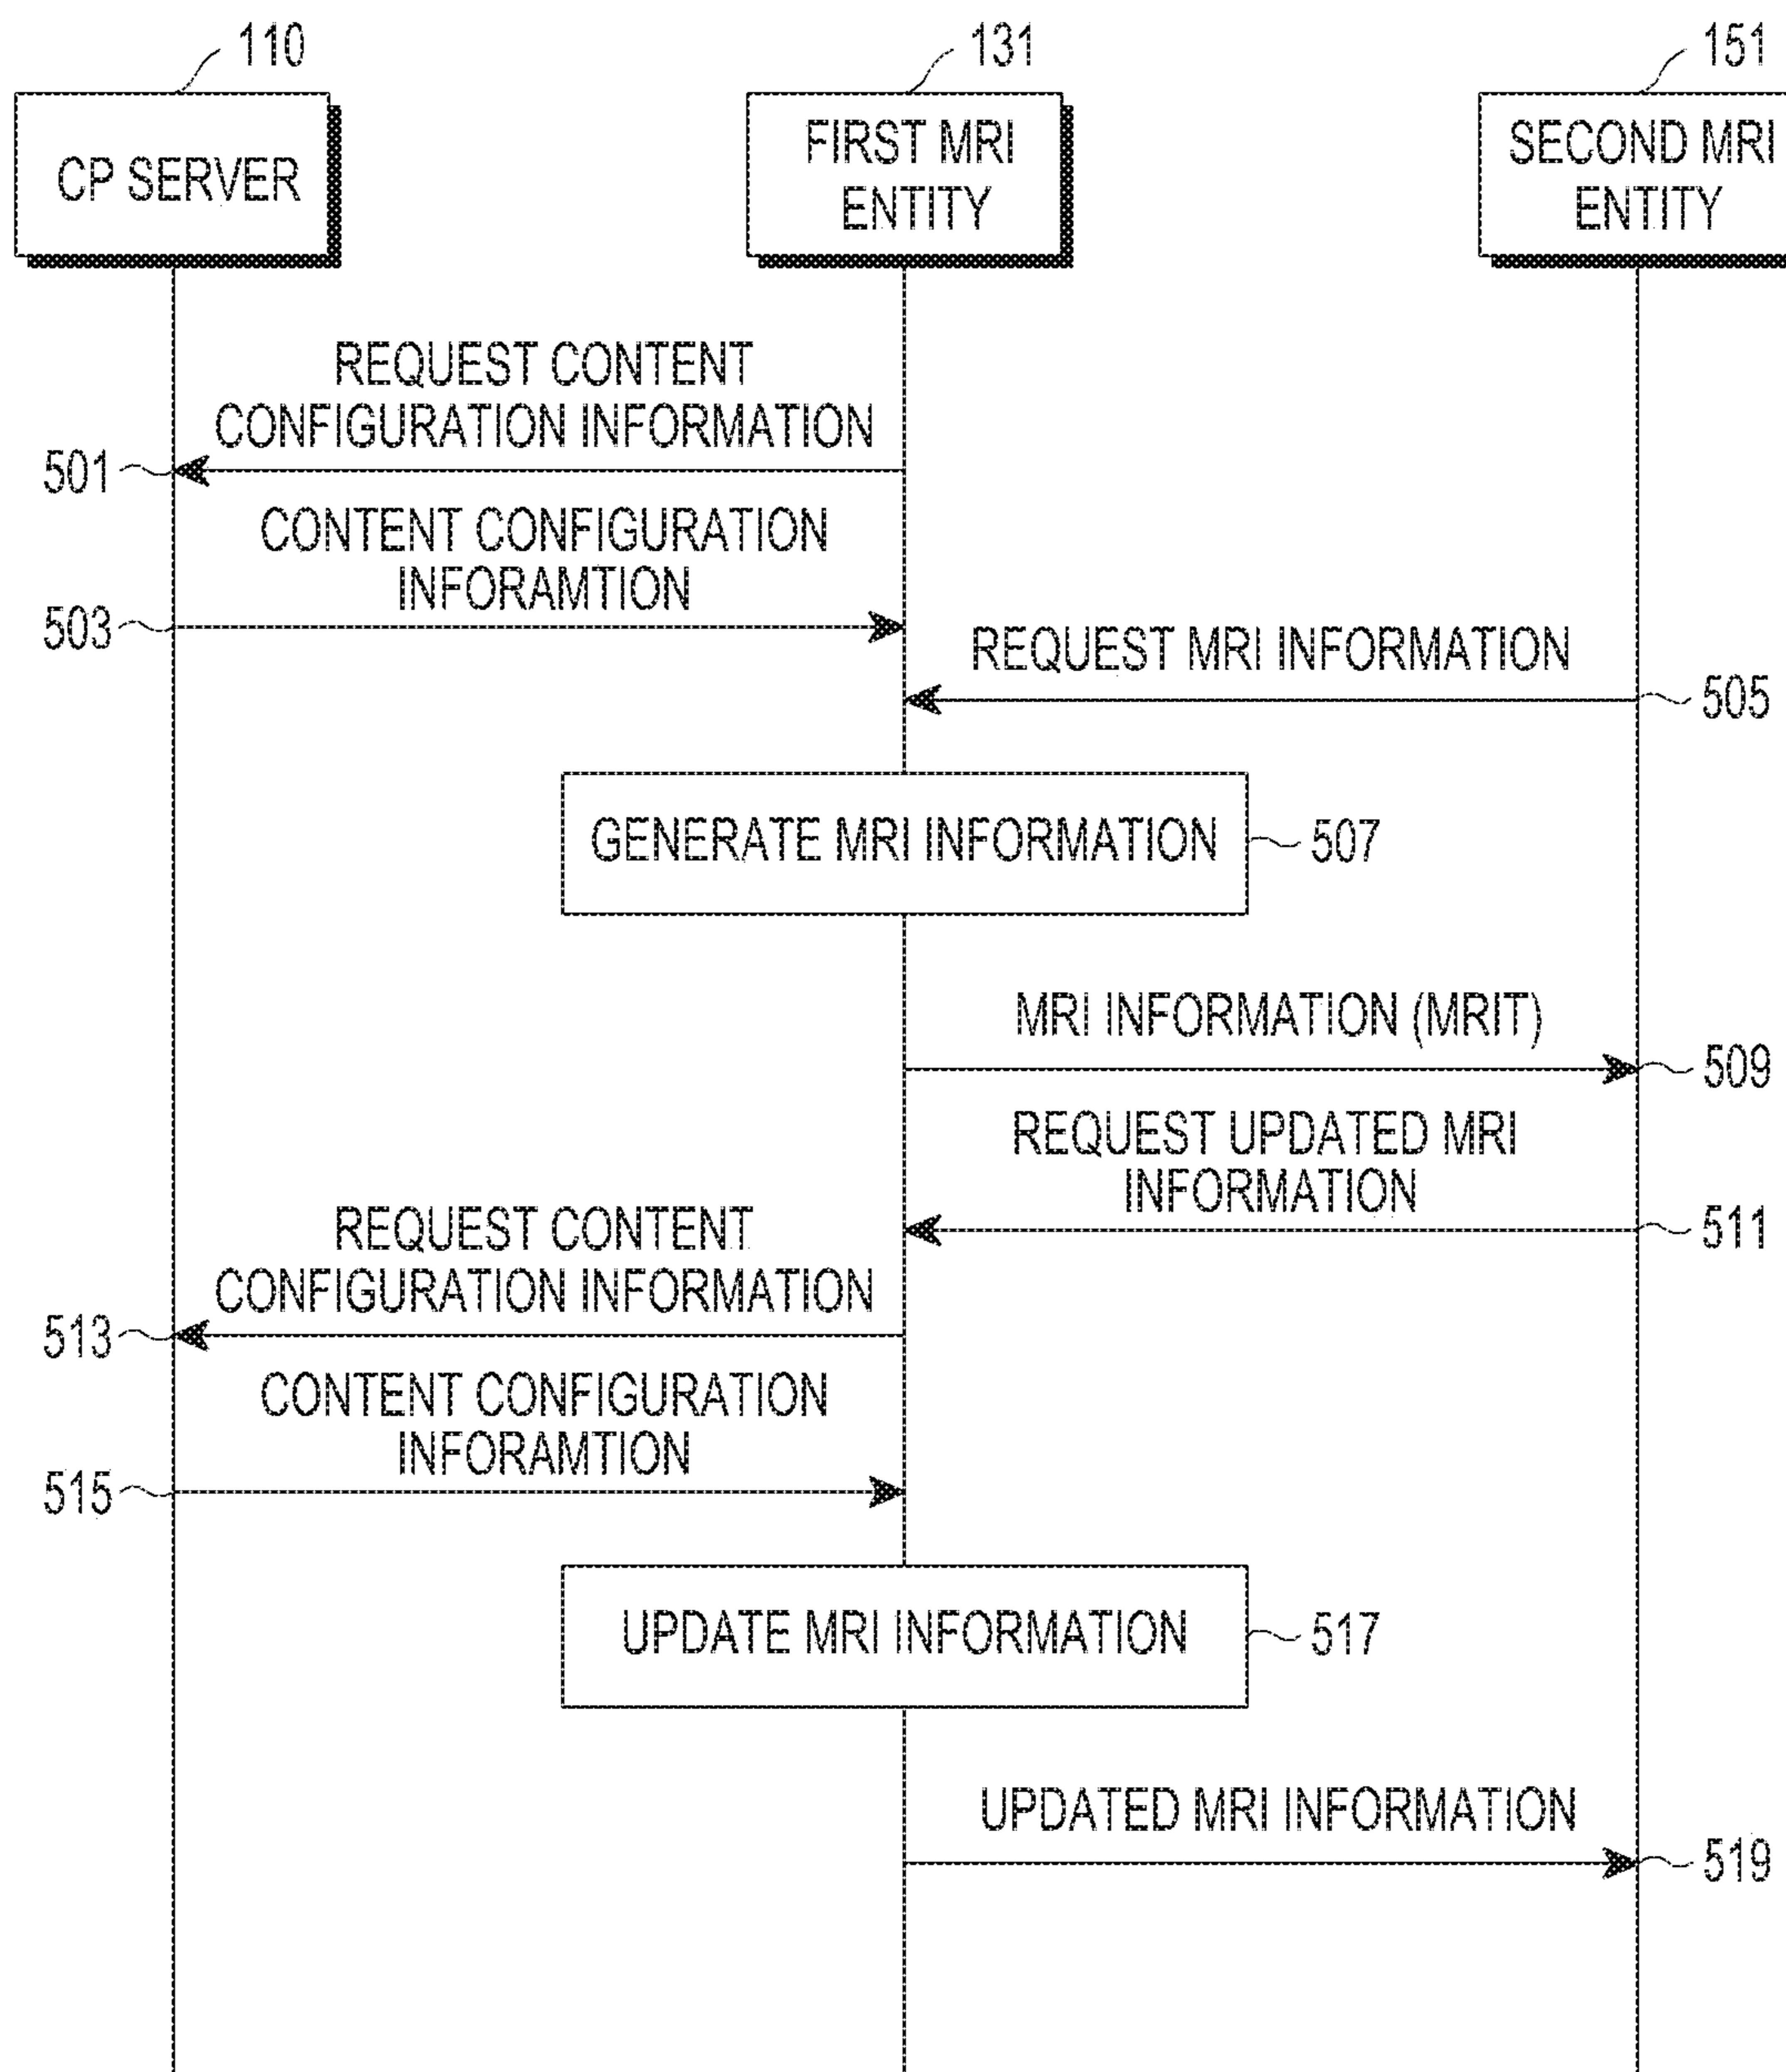 110
131
151
CP SERVER
FIRST MRI
ENTITY
SECOND MRI
ENTITY
REQUEST CONTENT
CONFIGURATION INFORMATION
501
CONTENT CONFIGURATION
INFORAMTION
503
REQUEST MRI INFORMATION
505
GENERATE MRI INFORMATION
507
MRI INFORMATION (MRIT)
509
REQUEST UPDATED MRI
INFORMATION
511
REQUEST CONTENT
CONFIGURATION INFORMATION
513
CONTENT CONFIGURATION
INFORAMTION
515
UPDATE MRI INFORMATION
517
UPDATED MRI INFORMATION
519